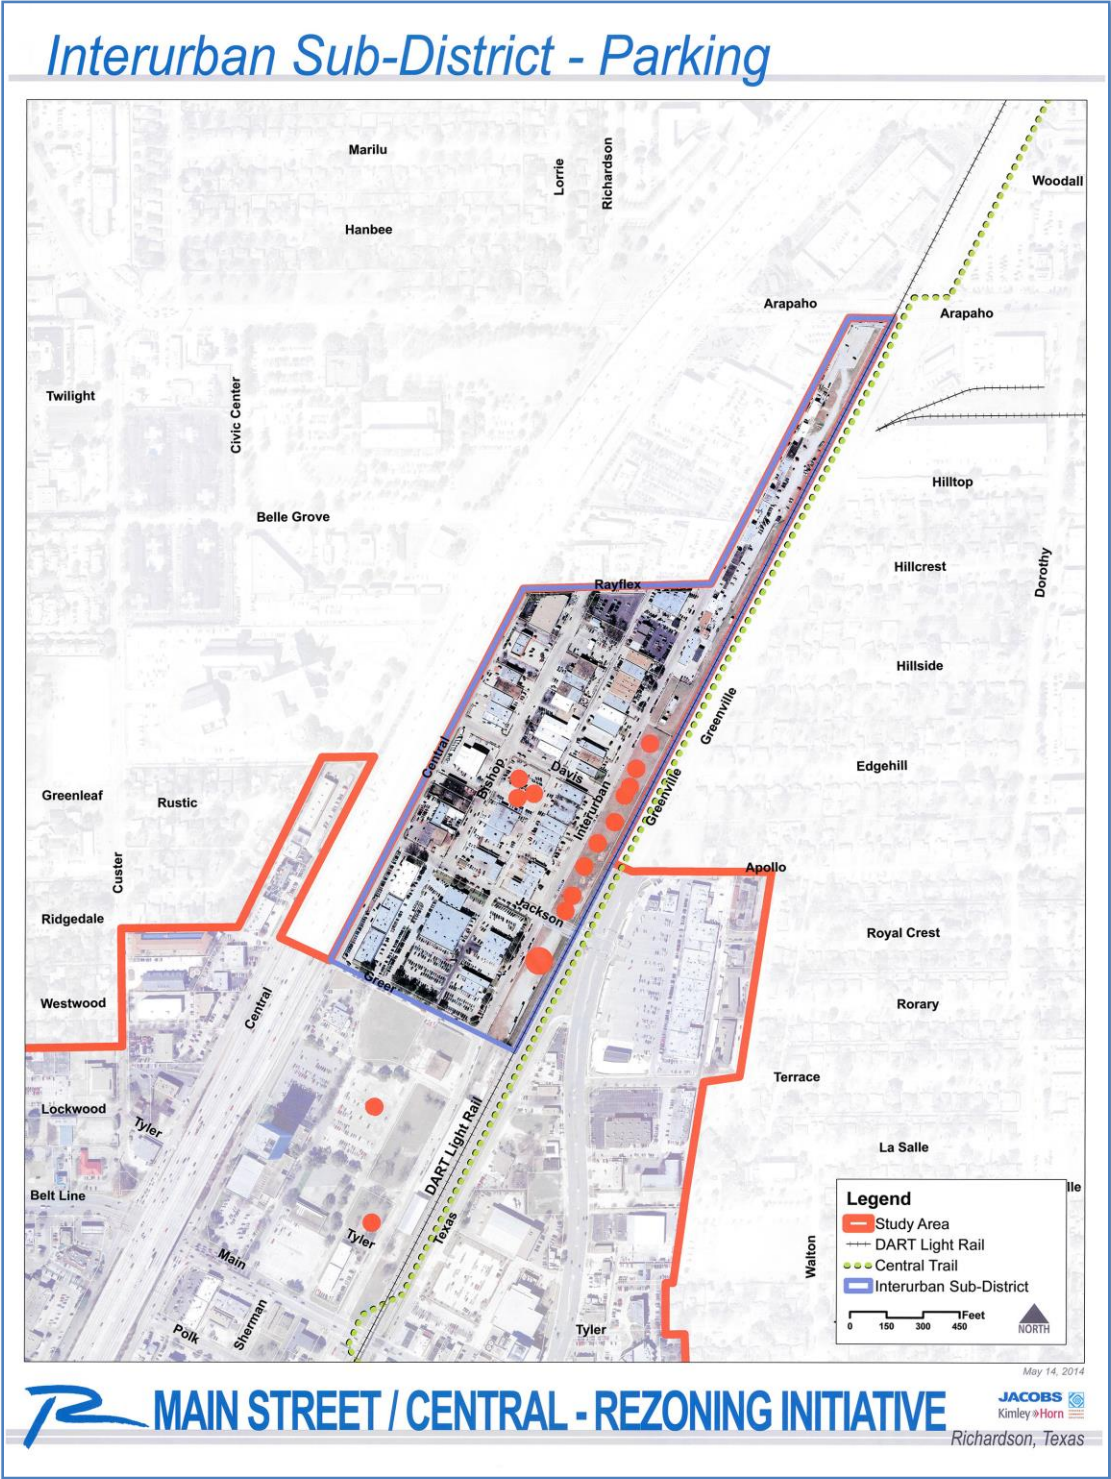 Interurban Sub-District - Parking
Marilu
Lorrie
Richardson
Woodall
Hanbee
Arapaho
Arapaho
Twilight
Civic Center
Hilltop
Belle Grove
Hillcrest
Dorothy
Rayflex
Hillside
Greenville
Central
Bishop
Davis
Edgehill
Greenleaf
Rustic
Interurban
Greenville
Custer
Apollo
Ridgedale
Jackson
Royal Crest
Greer
Westwood
Central
Rorary
Terrace
Lockwood
Tyler
DART Light Rail
La Salle
Belt Line
lle
Texas
Tyler
Main
Walton
Polk
Sherman
Tyler
Legend
Study Area
DART Light Rail
Central Trail
Interurban Sub-District
Feet
0 150 300 450
NORTH
May 14, 2014
MAIN STREET / CENTRAL - REZONING INITIATIVE
JACOBS
Kimley»Horn
Richardson, Texas